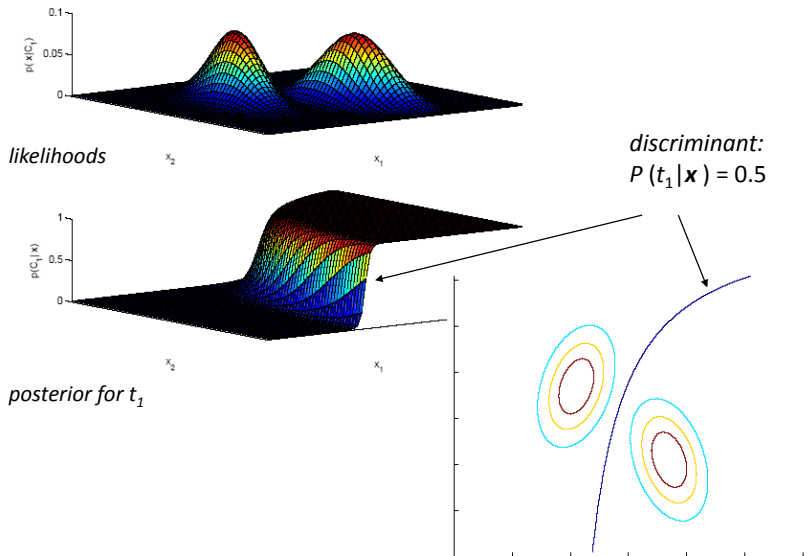 0.1
0.05
0
p(x|C₁)
likelihoods
x₂
x₁
discriminant:
P (t₁|x ) = 0.5
1
0.5
0
p(C₁|x)
x₂
x₁
posterior for t₁